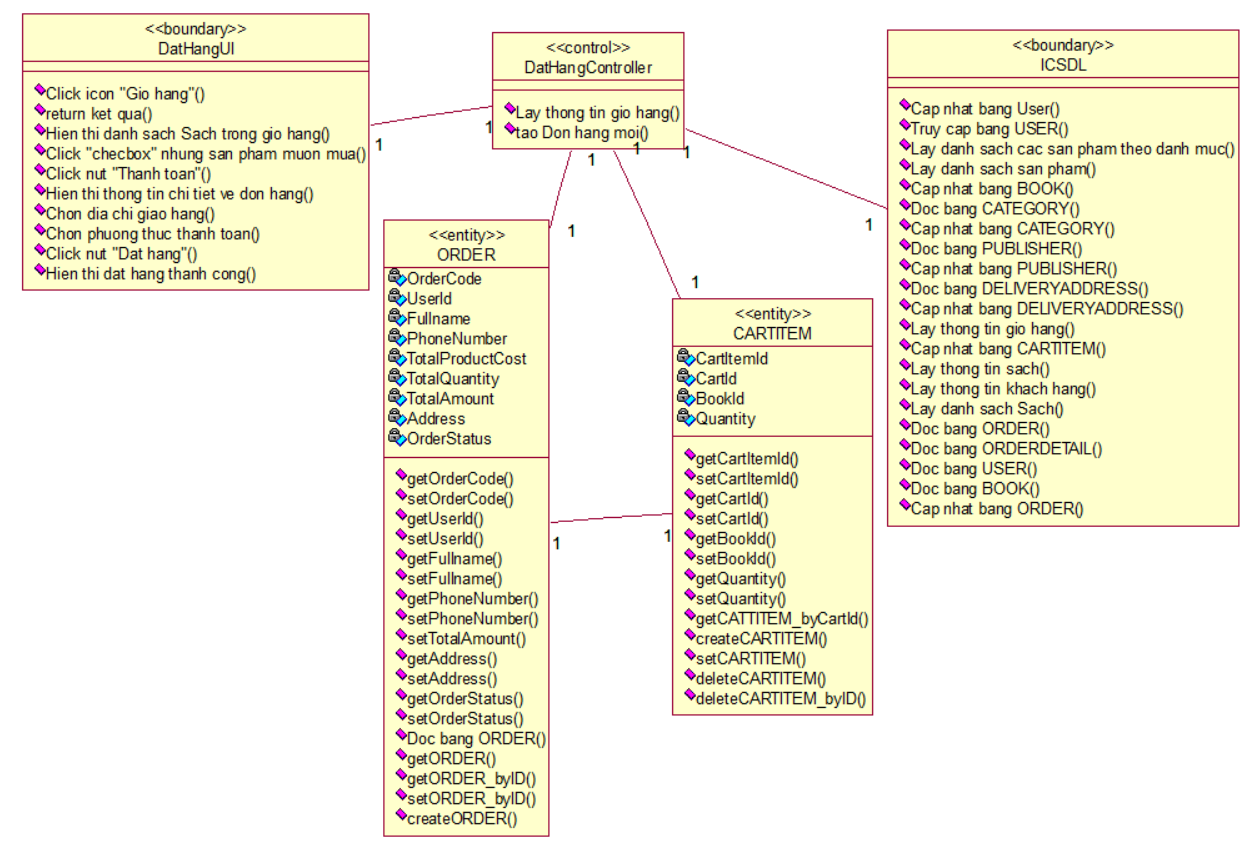 <<boundary>>
DatHangUI
Click icon "Gio hang"()
return ket qua()
Hien thi danh sach Sach trong gio hang()
Click "checbox" nhung san pham muon mua()
Click nut "Thanh toan"()
Hien thi thong tin chi tiet ve don hang()
Chon dia chi giao hang()
Chon phuong thuc thanh toan()
Click nut "Dat hang"()
Hien thi dat hang thanh cong()
<<control>>
DatHangController
Lay thong tin gio hang()
tao Don hang moi()
<<boundary>>
ICSDL
Cap nhat bang User()
Truy cap bang USER()
Lay danh sach cac san pham theo danh muc()
Lay danh sach san pham()
Cap nhat bang BOOK()
Doc bang CATEGORY()
Cap nhat bang CATEGORY()
Doc bang PUBLISHER()
Cap nhat bang PUBLISHER()
Doc bang DELIVERYADDRESS()
Cap nhat bang DELIVERYADDRESS()
Lay thong tin gio hang()
Cap nhat bang CARTITEM()
Lay thong tin sach()
Lay thong tin khach hang()
Lay danh sach Sach()
Doc bang ORDER()
Doc bang ORDERDETAIL()
Doc bang USER()
Doc bang BOOK()
Cap nhat bang ORDER()
1
1
1
1
1
1
1
1
<<entity>>
ORDER
OrderCode
UserId
Fullname
PhoneNumber
TotalProductCost
TotalQuantity
TotalAmount
Address
OrderStatus
getOrderCode()
setOrderCode()
getUserId()
setUserId()
getFullname()
setFullname()
getPhoneNumber()
setPhoneNumber()
setTotalAmount()
getAddress()
setAddress()
getOrderStatus()
setOrderStatus()
Doc bang ORDER()
getORDER()
getORDER_byID()
setORDER_byID()
createORDER()
1
1
<<entity>>
CARTITEM
CartItemId
CartId
BookId
Quantity
getCartItemId()
setCartItemId()
getCartId()
setCartId()
getBookId()
setBookId()
getQuantity()
setQuantity()
getCATTITEM_byCartId()
createCARTITEM()
setCARTITEM()
deleteCARTITEM()
deleteCARTITEM_byID()